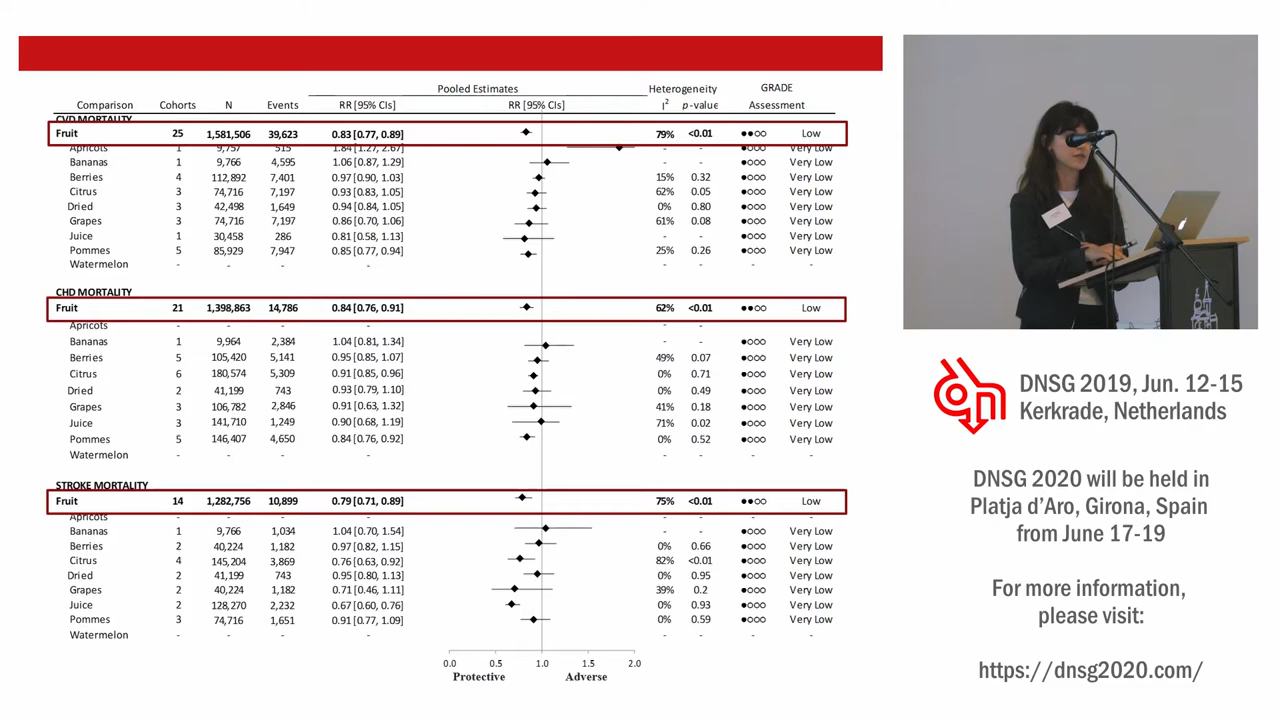 Pooled Estimates Heterogeneity GRADE
Comparison Cohorts N Events RR [95% CIs] RR [95% CIs] I² p-value Assessment
CVD MORTALITY
Fruit 25 1,581,506 39,623 0.83 [0.77, 0.89] 79% <0.01 ●●○○ Low
Apricots 1 9,757 515 1.84 [1.27, 2.67] - - ●○○○ Very Low
Bananas 1 9,766 4,595 1.06 [0.87, 1.29] - - ●○○○ Very Low
Berries 4 112,892 7,401 0.97 [0.90, 1.03] 15% 0.32 ●○○○ Very Low
Citrus 3 74,716 7,197 0.93 [0.83, 1.05] 62% 0.05 ●○○○ Very Low
Dried 2 42,498 1,649 0.94 [0.84, 1.05] 0% 0.80 ●○○○ Very Low
Grapes 3 74,716 7,197 0.86 [0.70, 1.06] 61% 0.08 ●○○○ Very Low
Juice 1 30,458 286 0.81 [0.58, 1.13] - - ●○○○ Very Low
Pommes 5 85,929 7,947 0.85 [0.77, 0.94] 25% 0.26 ●○○○ Very Low
Watermelon - - - - - - - -
CHD MORTALITY
Fruit 21 1,398,863 14,786 0.84 [0.76, 0.91] 62% <0.01 ●●○○ Low
Apricots - - - - - - - -
Bananas 1 9,964 2,384 1.04 [0.81, 1.34] - - ●○○○ Very Low
Berries 5 105,420 5,141 0.95 [0.85, 1.07] 49% 0.07 ●○○○ Very Low
Citrus 6 180,574 5,309 0.91 [0.85, 0.96] 0% 0.71 ●○○○ Very Low
Dried 2 41,199 743 0.93 [0.79, 1.10] 0% 0.49 ●○○○ Very Low
Grapes 3 106,782 2,846 0.91 [0.63, 1.32] 41% 0.18 ●○○○ Very Low
Juice 3 141,710 1,249 0.90 [0.68, 1.19] 71% 0.02 ●○○○ Very Low
Pommes 5 146,407 4,650 0.84 [0.76, 0.92] 0% 0.52 ●○○○ Very Low
Watermelon - - - - - - - -
STROKE MORTALITY
Fruit 14 1,282,756 10,899 0.79 [0.71, 0.89] 75% <0.01 ●●○○ Low
Apricots - - - - - - - -
Bananas 1 9,766 1,034 1.04 [0.70, 1.54] - - ●○○○ Very Low
Berries 2 40,224 1,182 0.97 [0.82, 1.15] 0% 0.66 ●○○○ Very Low
Citrus 4 145,204 3,869 0.76 [0.63, 0.92] 82% <0.01 ●○○○ Very Low
Dried 2 41,199 743 0.95 [0.80, 1.13] 0% 0.95 ●○○○ Very Low
Grapes 2 40,224 1,182 0.71 [0.46, 1.11] 39% 0.2 ●○○○ Very Low
Juice 2 128,270 2,232 0.67 [0.60, 0.76] 0% 0.93 ●○○○ Very Low
Pommes 3 74,716 1,651 0.91 [0.77, 1.09] 0% 0.59 ●○○○ Very Low
Watermelon - - - - - - - -
0.0 0.5 1.0 1.5 2.0
Protective Adverse
DNSG 2019, Jun. 12-15
Kerkrade, Netherlands
DNSG 2020 will be held in
Platja d’Aro, Girona, Spain
from June 17-19
For more information,
please visit:
https://dnsg2020.com/